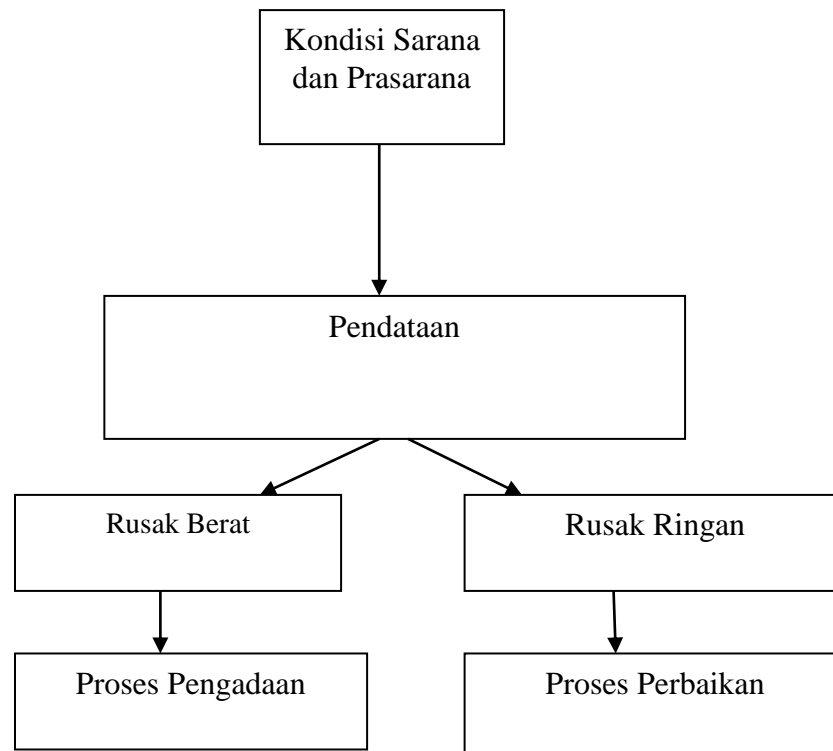 Kondisi Sarana
dan Prasarana
Pendataan
Rusak Berat
Rusak Ringan
Proses Pengadaan
Proses Perbaikan